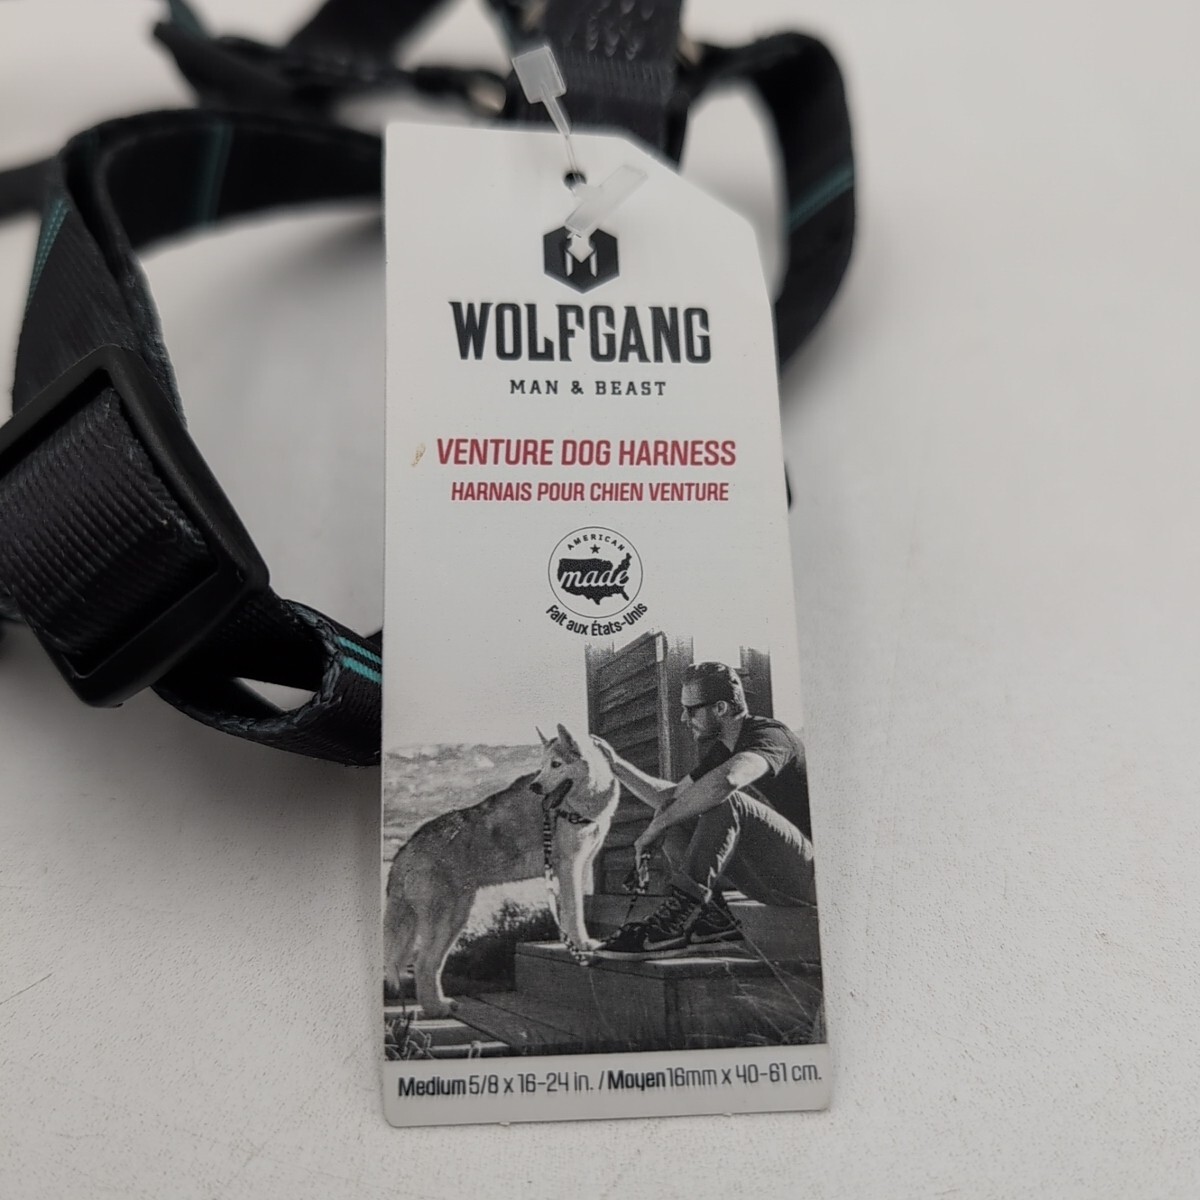 WOLFGANG
MAN & BEAST
VENTURE DOG HARNESS
HARNAIS POUR CHIEN VENTURE
AMERICAN
made
Fait aux États-Unis
Medium 5/8 x 16-24 in. / Moyen 16mm x 40-61 cm.